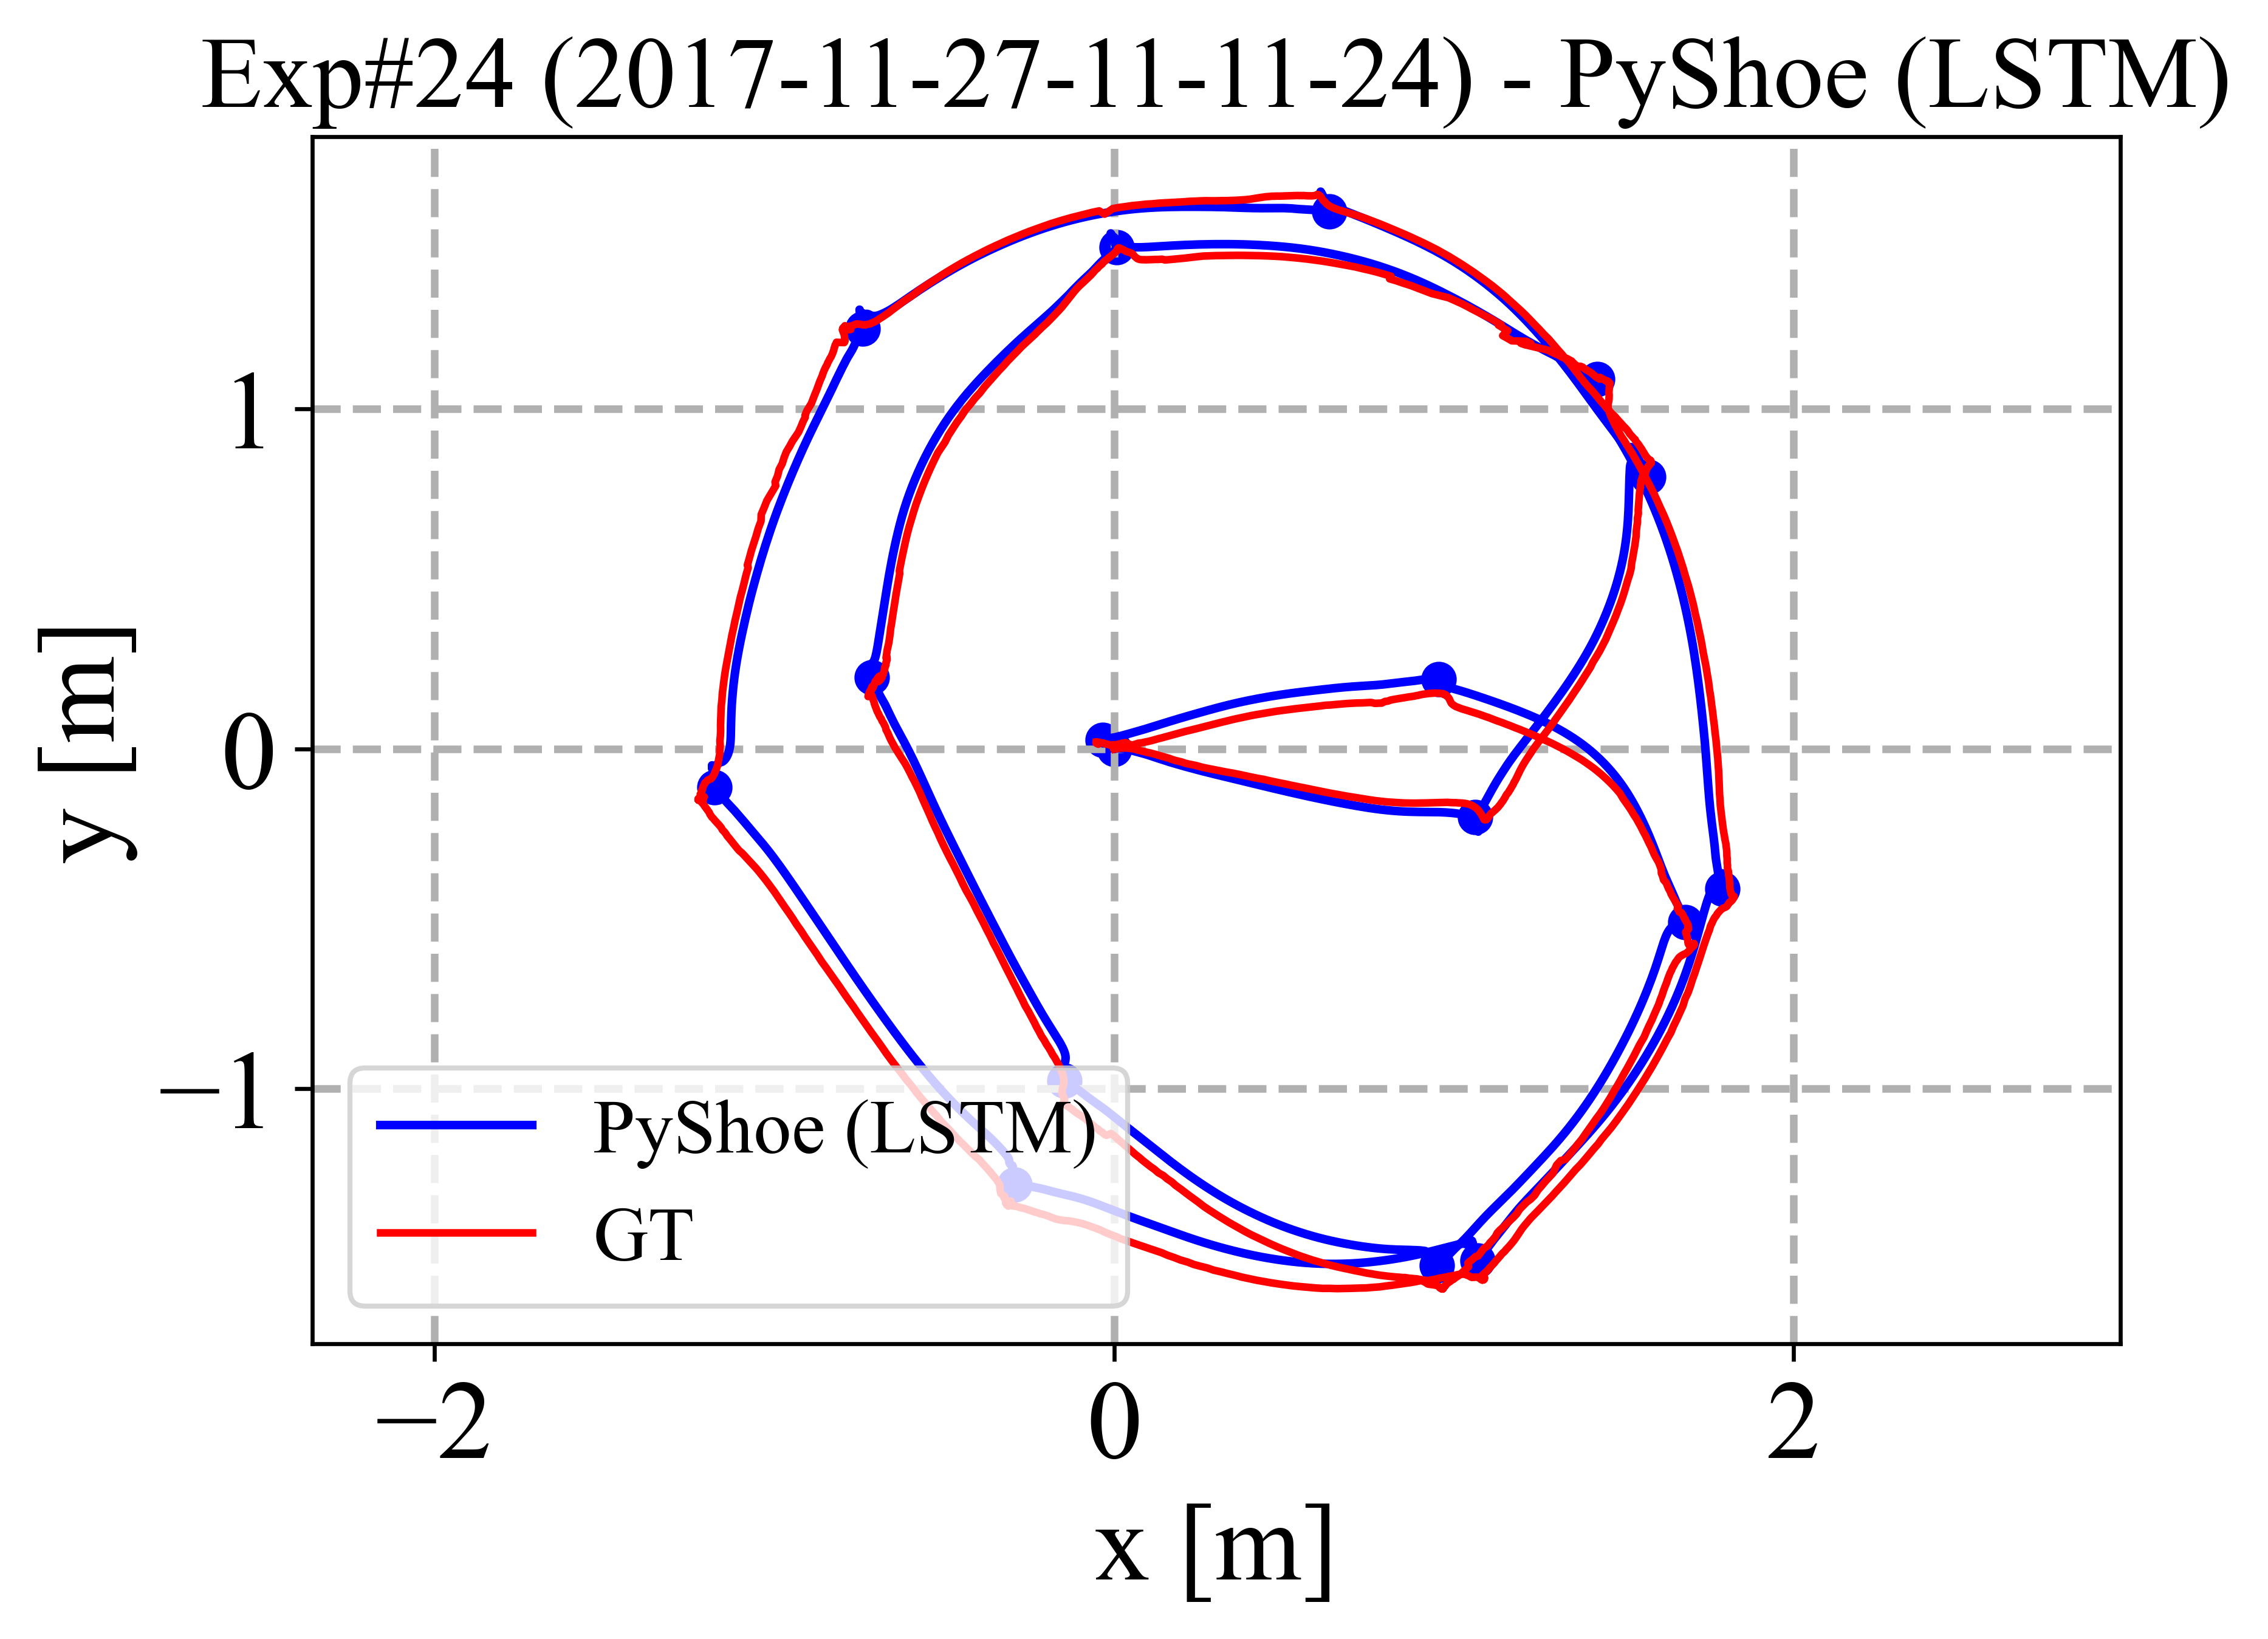 Exp#24 (2017-11-27-11-11-24) - PyShoe (LSTM)
1
0
−1
y [m]
PyShoe (LSTM)
GT
−2
0
2
x [m]